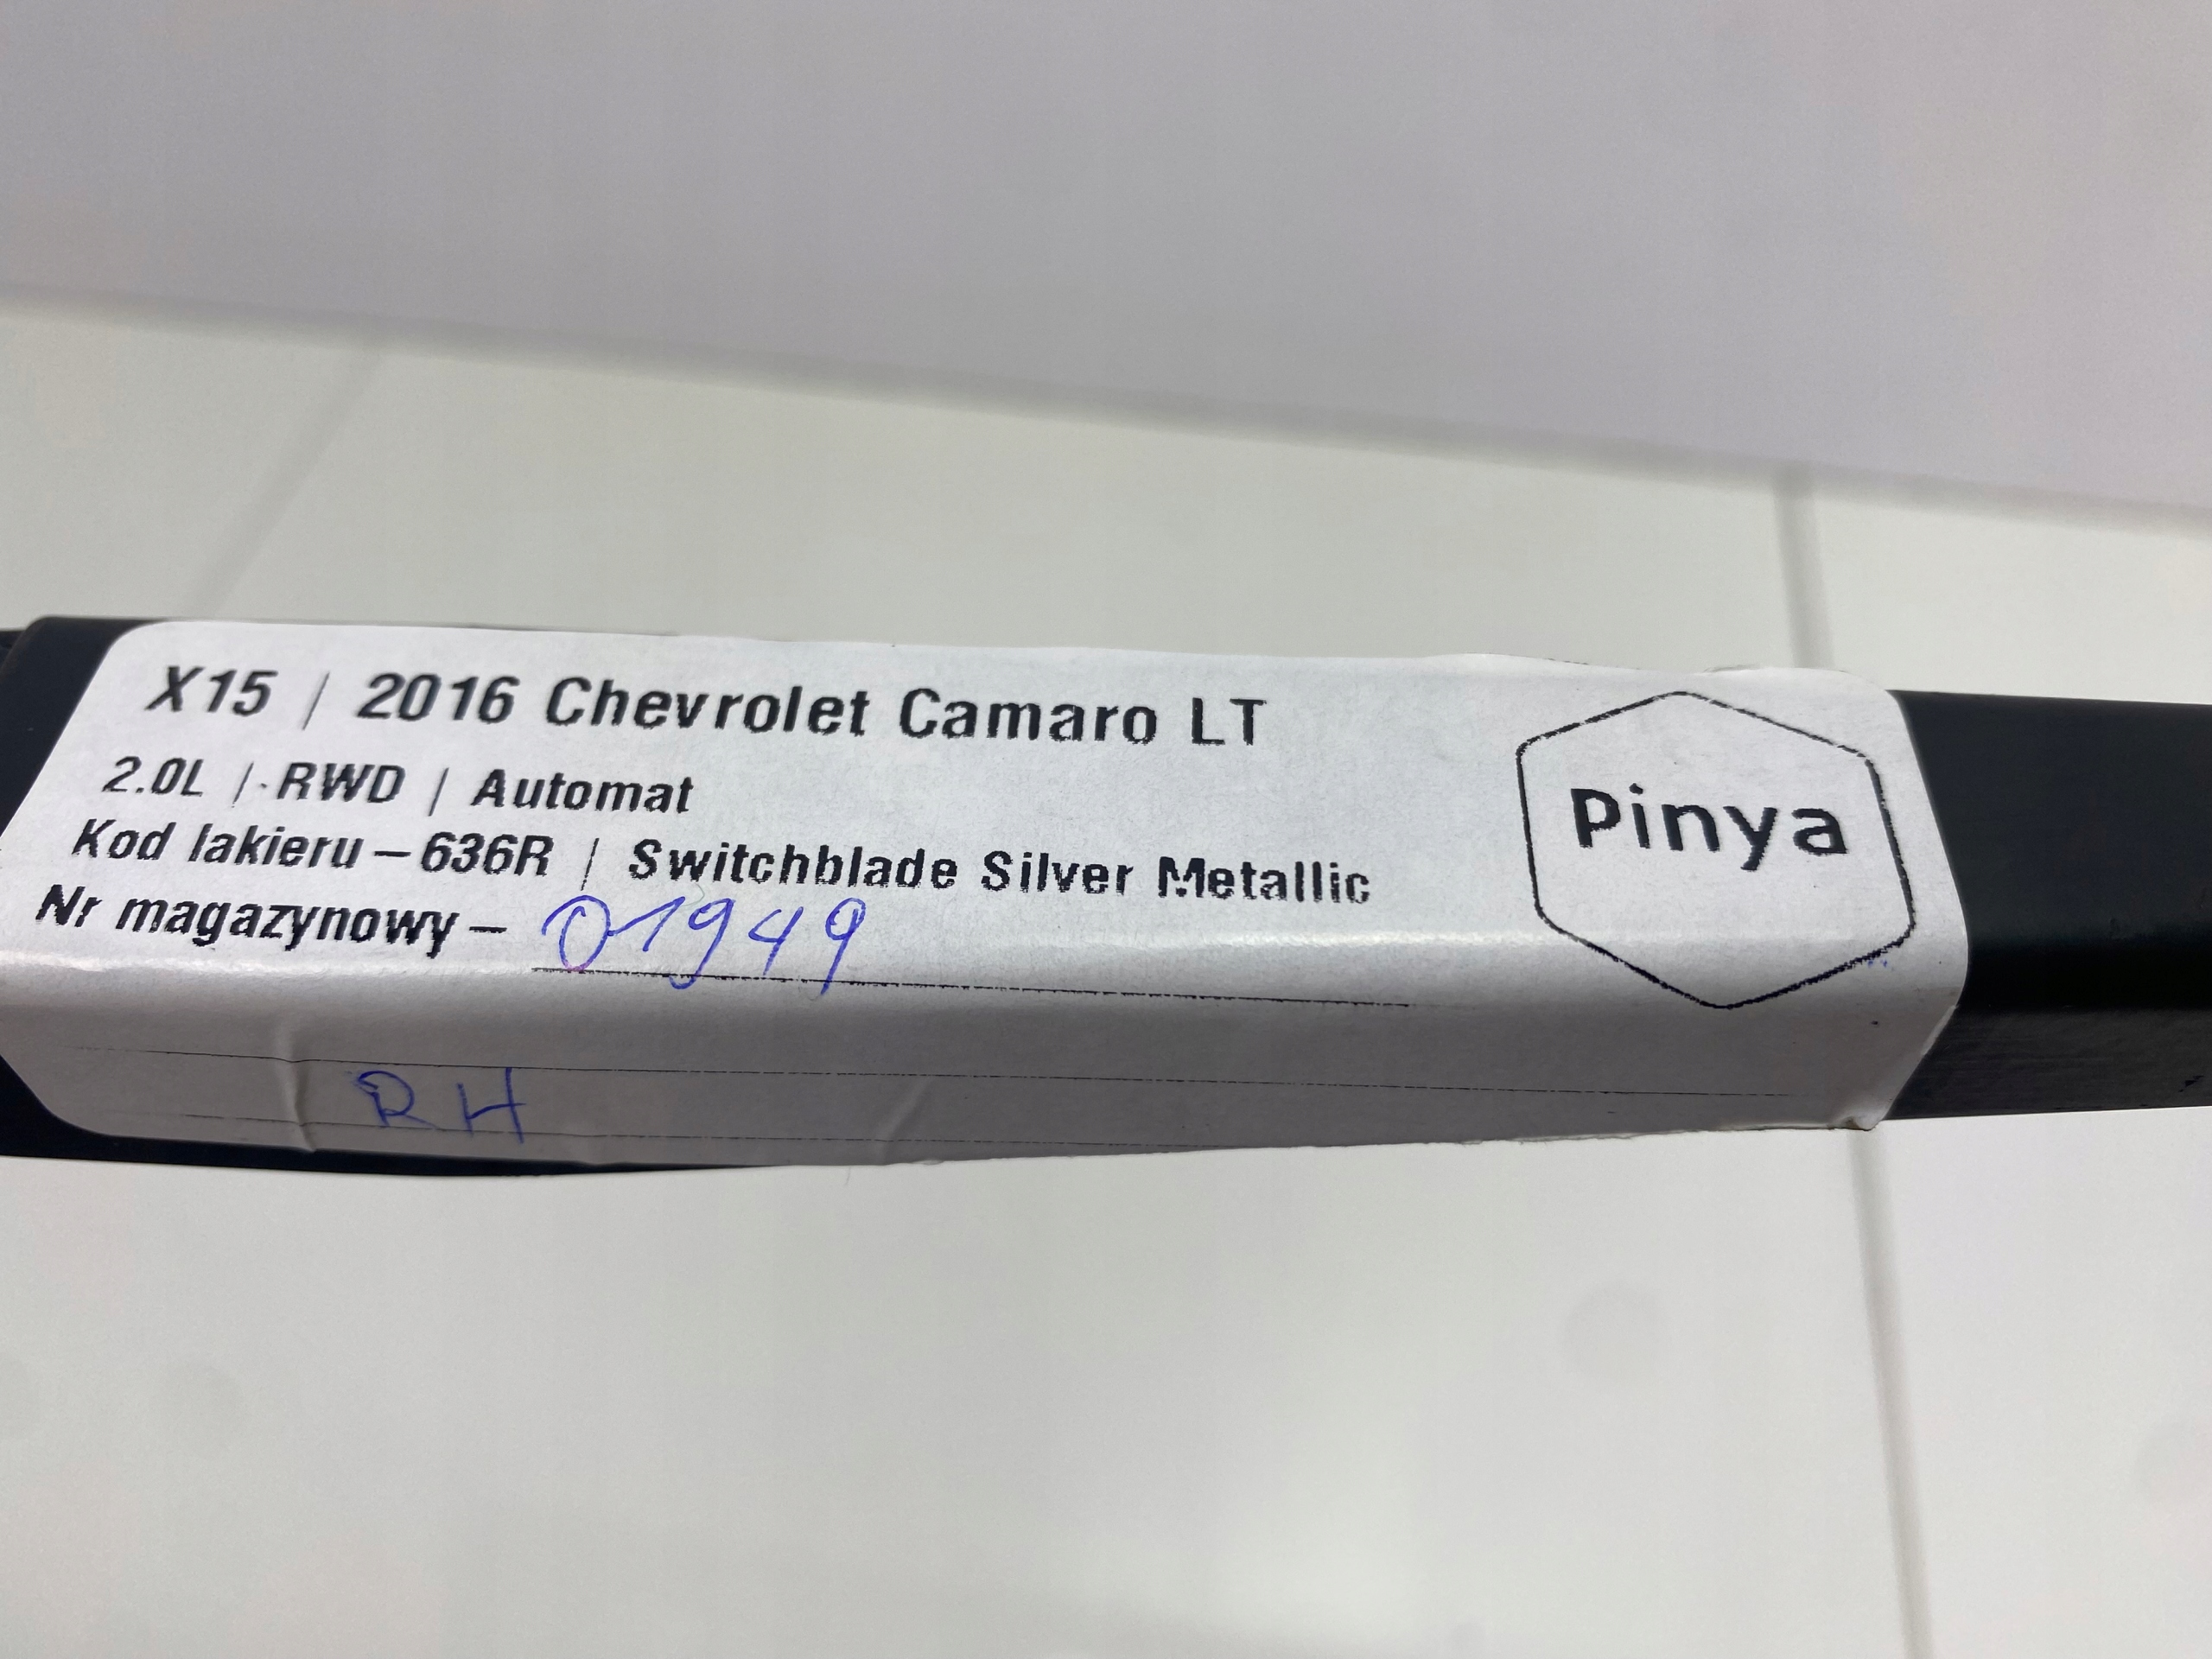 X15 / 2016 Chevrolet Camaro LT
2.0L / RWD / Automat
Kod lakieru – 636R / Switchblade Silver Metallic
Nr magazynowy – 01949
RH
Pinya